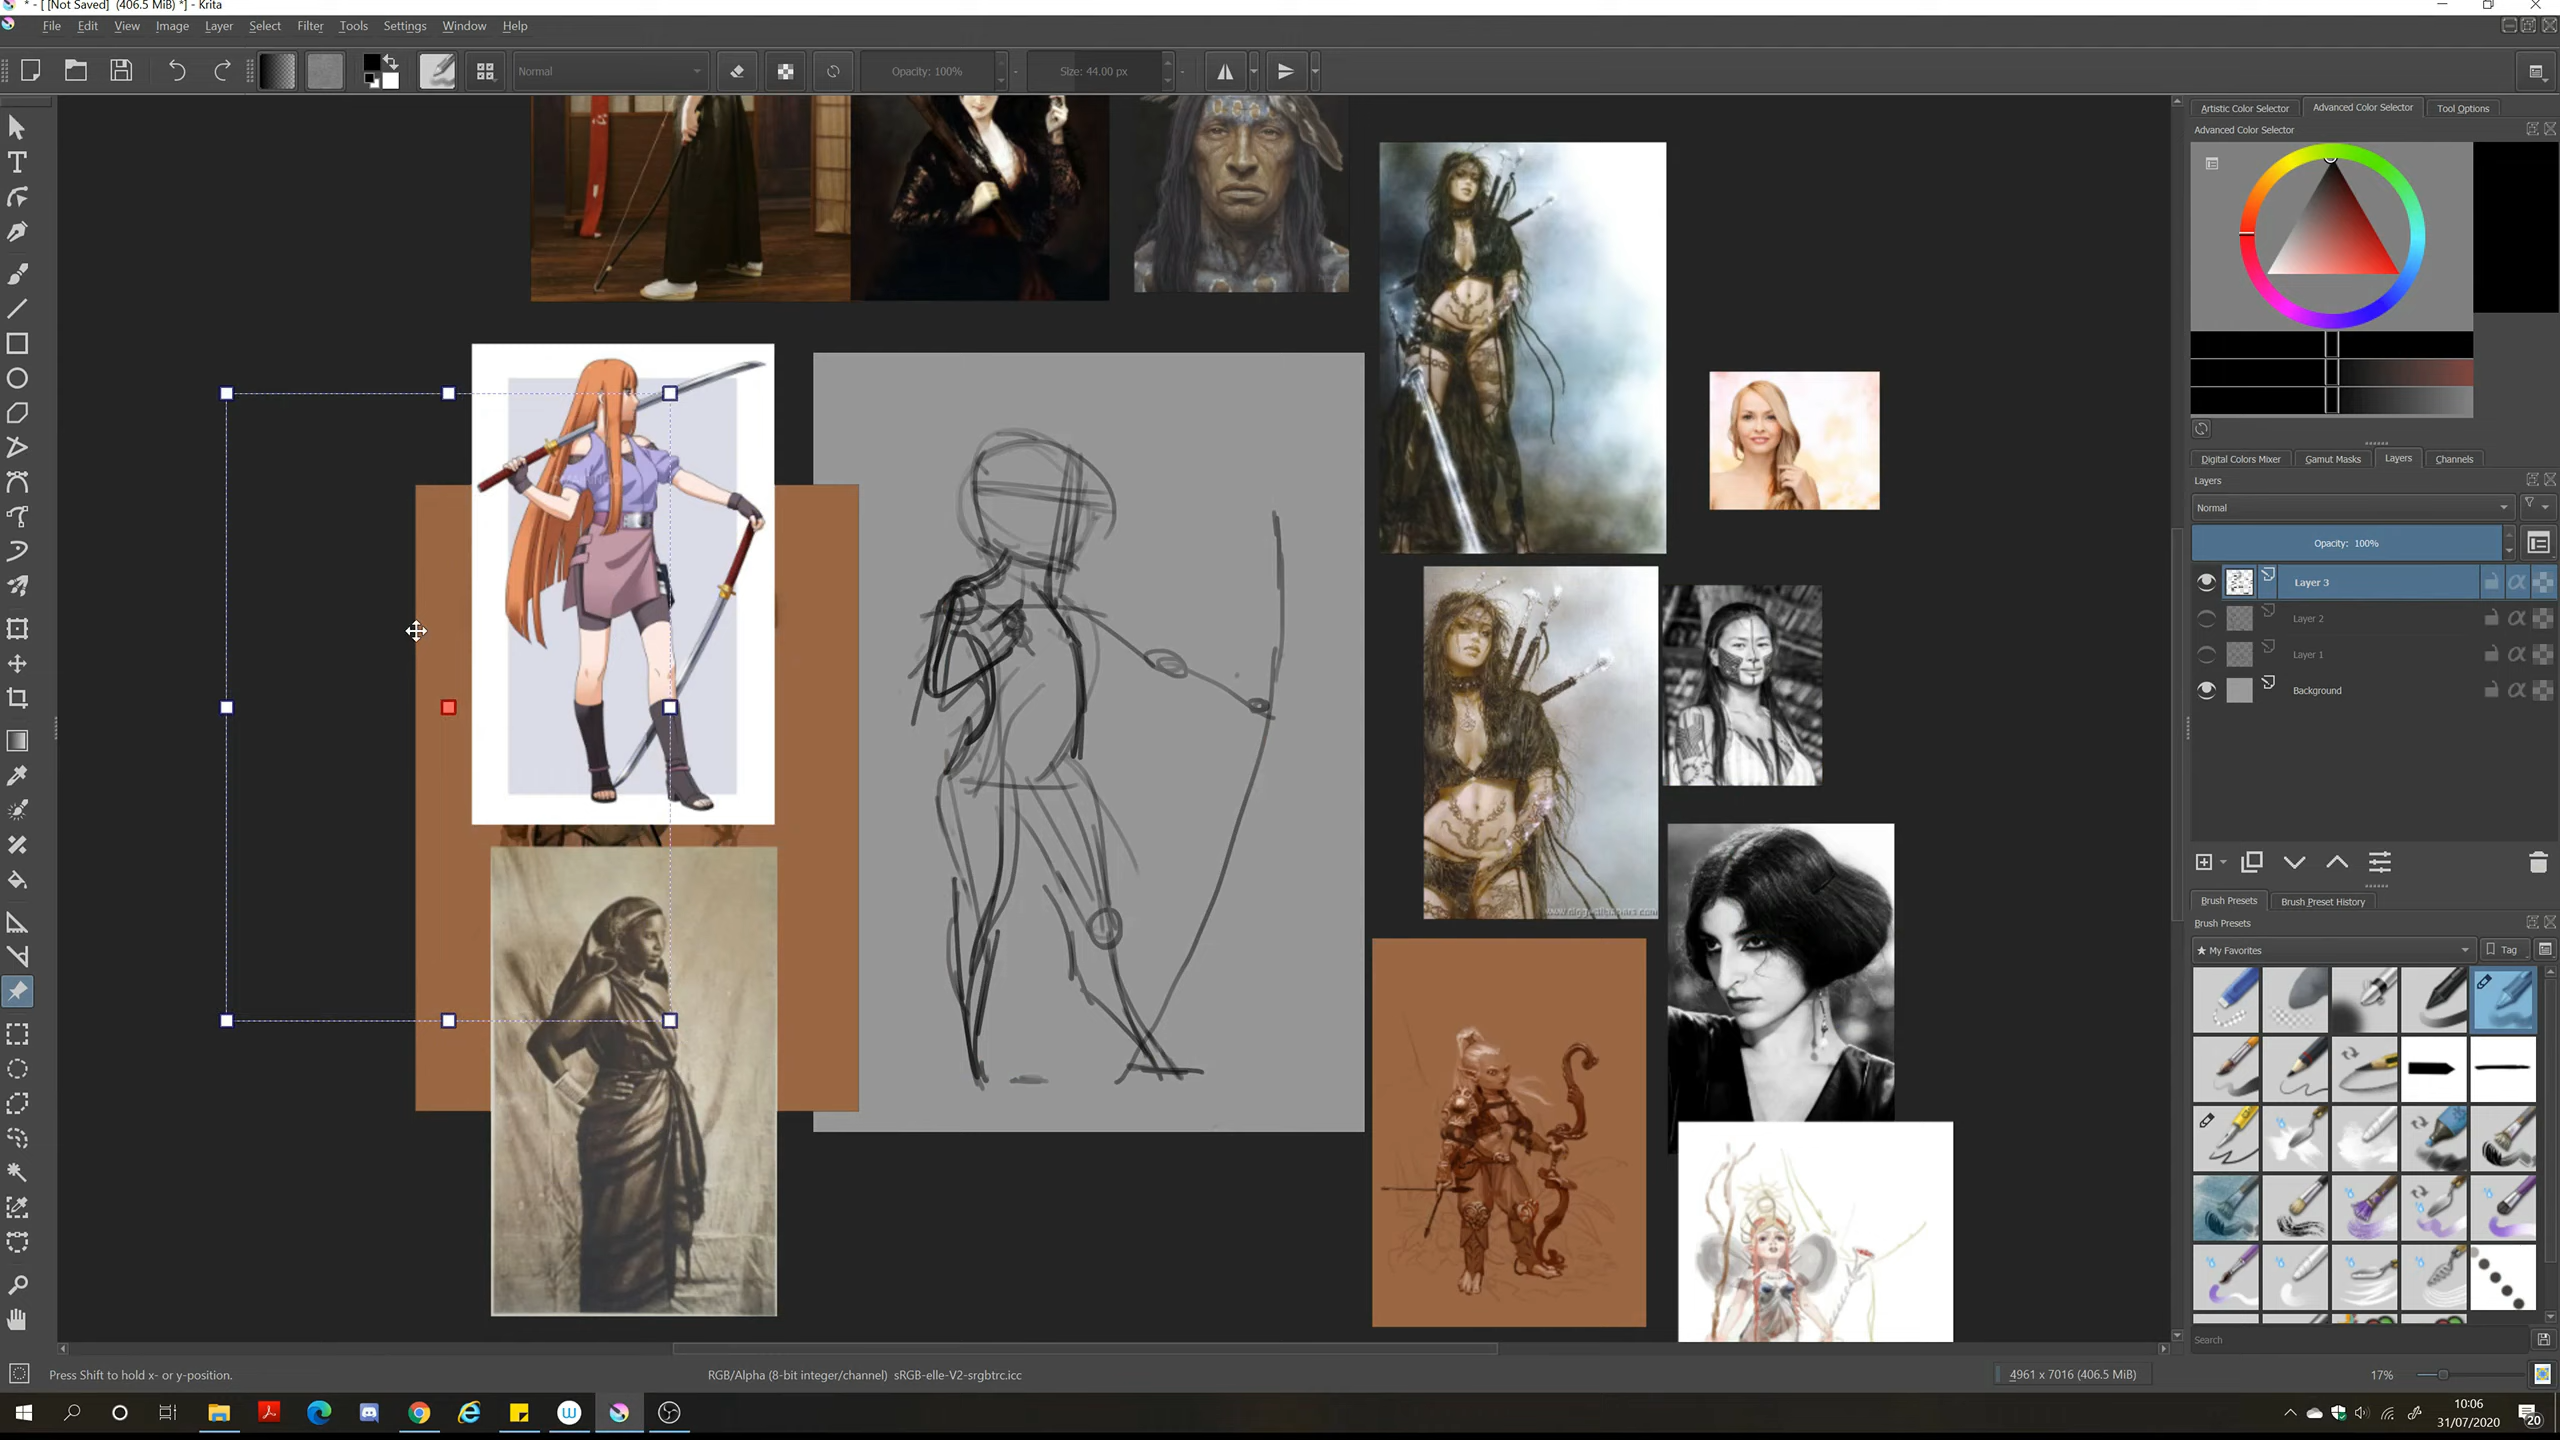 * - [ [Not Saved]  (406.5 MiB) *] - Krita
File Edit View Image Layer Select Filter Tools Settings Window Help
Normal Opacity: 100% - Size: 44.00 px -
Artistic Color Selector Advanced Color Selector Tool Options
Advanced Color Selector
Digital Colors Mixer Gamut Masks Layers Channels
Layers
Normal
Opacity: 100%
Layer 3
Layer 2
Layer 1
Background
Brush Presets Brush Preset History
Brush Presets
★ My Favorites Tag
Search
Press Shift to hold x- or y-position.
RGB/Alpha (8-bit integer/channel) sRGB-elle-V2-srgbtrc.icc
4961 x 7016 (406.5 MiB)
17%
10:06
31/07/2020
20